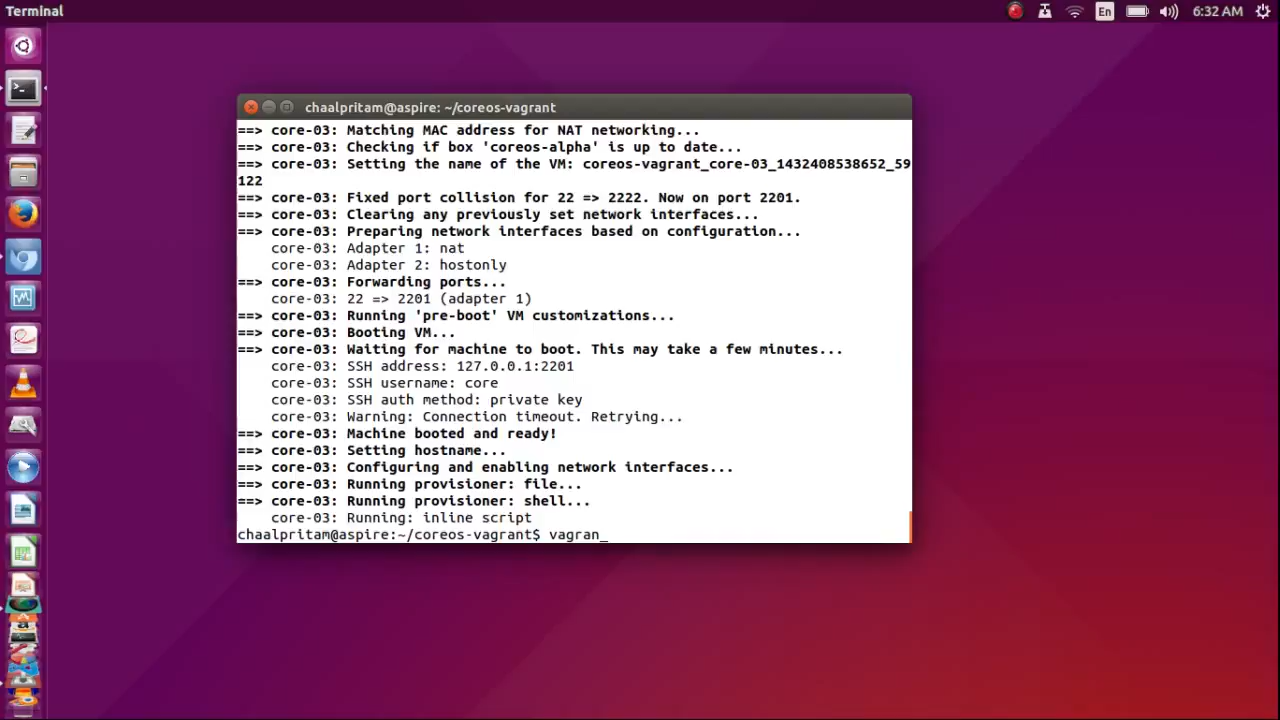 Terminal
En
6:32 AM
chaalpritam@aspire: ~/coreos-vagrant
==> core-03: Matching MAC address for NAT networking...
==> core-03: Checking if box 'coreos-alpha' is up to date...
==> core-03: Setting the name of the VM: coreos-vagrant_core-03_1432408538652_59
122
==> core-03: Fixed port collision for 22 => 2222. Now on port 2201.
==> core-03: Clearing any previously set network interfaces...
==> core-03: Preparing network interfaces based on configuration...
    core-03: Adapter 1: nat
    core-03: Adapter 2: hostonly
==> core-03: Forwarding ports...
    core-03: 22 => 2201 (adapter 1)
==> core-03: Running 'pre-boot' VM customizations...
==> core-03: Booting VM...
==> core-03: Waiting for machine to boot. This may take a few minutes...
    core-03: SSH address: 127.0.0.1:2201
    core-03: SSH username: core
    core-03: SSH auth method: private key
    core-03: Warning: Connection timeout. Retrying...
==> core-03: Machine booted and ready!
==> core-03: Setting hostname...
==> core-03: Configuring and enabling network interfaces...
==> core-03: Running provisioner: file...
==> core-03: Running provisioner: shell...
    core-03: Running: inline script
chaalpritam@aspire:~/coreos-vagrant$ vagran_